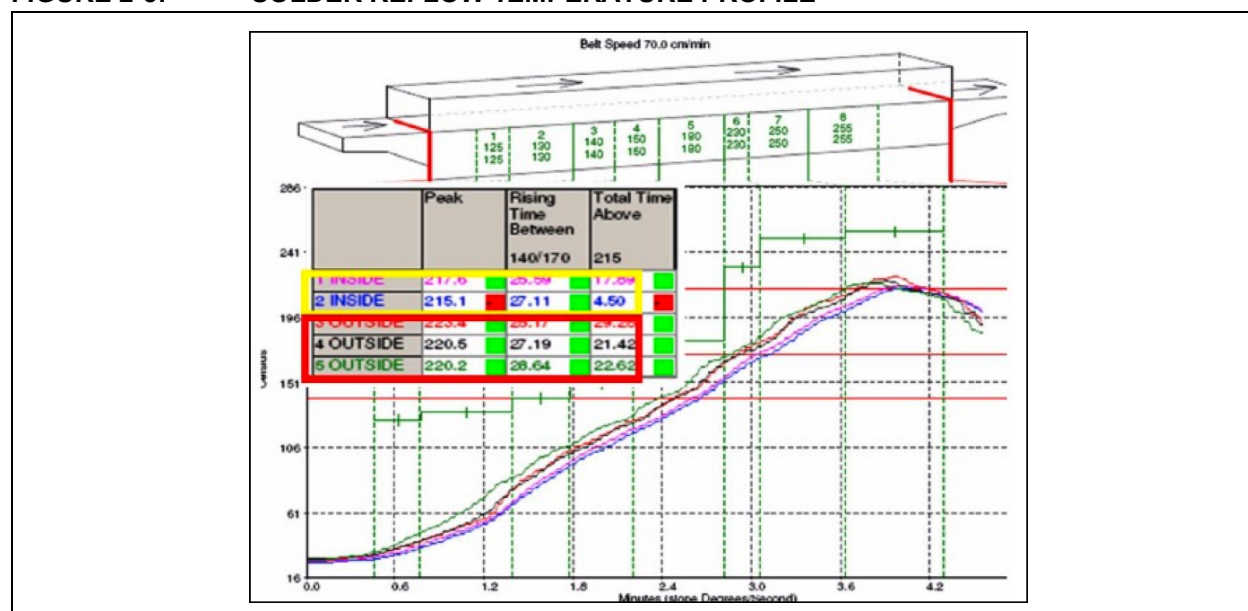 FIGURE 2-3: SOLDER REFLOW TEMPERATURE PROFILE
Belt Speed 70.0 cm/min
1 2 3 4 5 6 7 8
125 130 140 150 190 230 250 255
125 130 140 150 190 230 250 255
Peak Rising Time Between 140/170 Total Time Above 215
1 INSIDE 217.6 25.59 17.89
2 INSIDE 215.1 27.11 4.50
3 OUTSIDE 223.4 25.17 29.28
4 OUTSIDE 220.5 27.19 21.42
5 OUTSIDE 220.2 28.64 22.62
286
241
196
151
106
61
16
Celsius
0.0 0.6 1.2 1.8 2.4 3.0 3.6 4.2
Minutes (slope Degrees/Second)